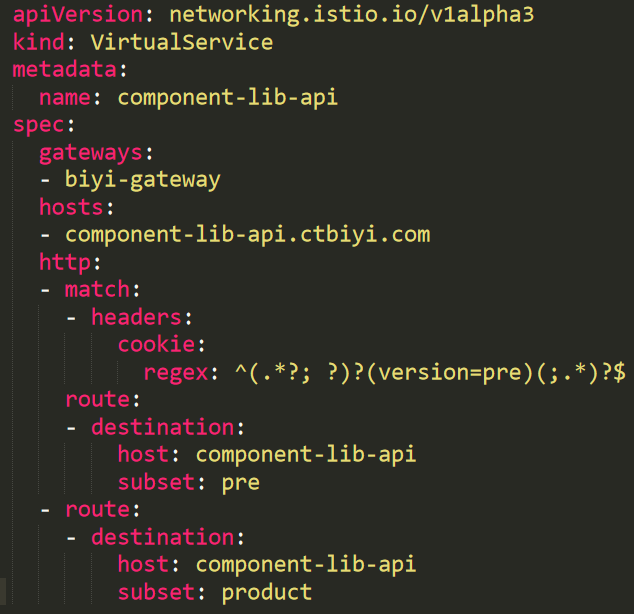 apiVersion: networking.istio.io/v1alpha3
kind: VirtualService
metadata:
  name: component-lib-api
spec:
  gateways:
  - biyi-gateway
  hosts:
  - component-lib-api.ctbiyi.com
  http:
  - match:
    - headers:
        cookie:
          regex: ^(.*?; ?)?(version=pre)(;.*)?$
    route:
    - destination:
        host: component-lib-api
        subset: pre
  - route:
    - destination:
        host: component-lib-api
        subset: product